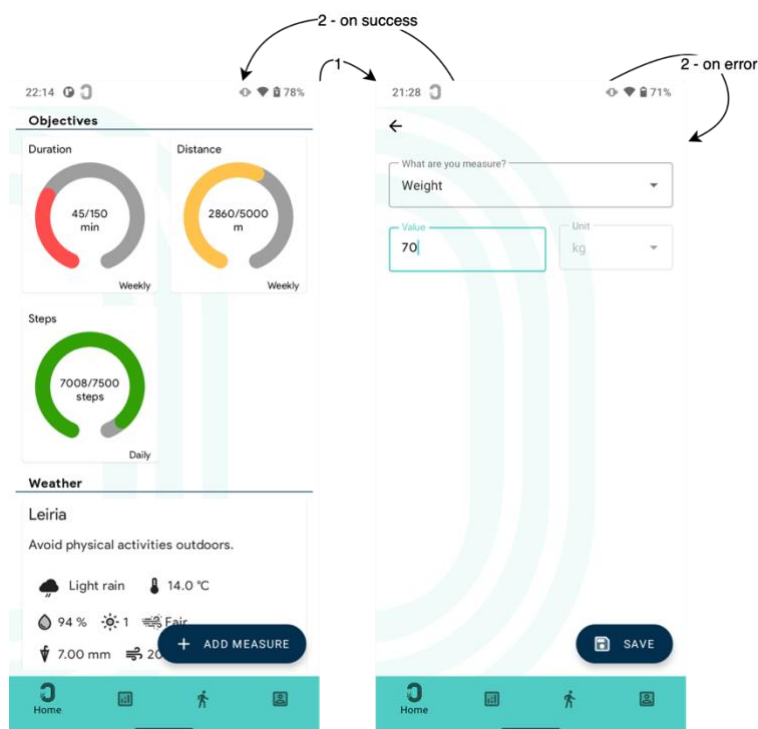 2 - on success
1
2 - on error
22:14
78%
Objectives
Duration
45/150
min
Weekly
Distance
2860/5000
m
Weekly
Steps
7008/7500
steps
Daily
Weather
Leiria
Avoid physical activities outdoors.
Light rain
14.0 °C
94 %
1
Fair
7.00 mm
20
+ ADD MEASURE
Home
21:28
71%
What are you measure?
Weight
Value
70
Unit
kg
SAVE
Home